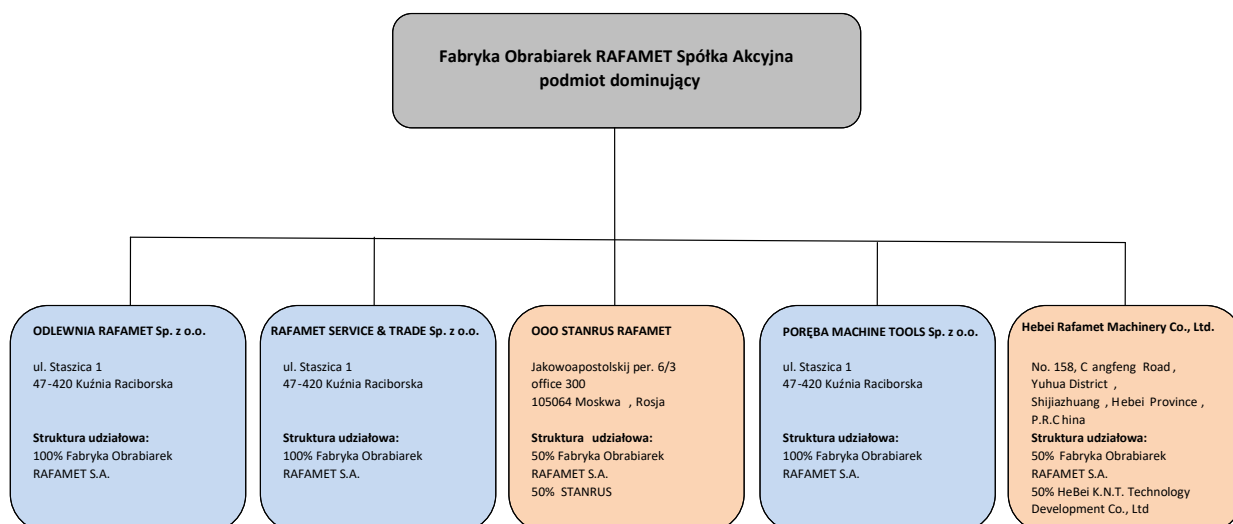 Fabryka Obrabiarek RAFAMET Spółka Akcyjna
podmiot dominujący
ODLEWNIA RAFAMET Sp. z o.o.
ul. Staszica 1
47-420 Kuźnia Raciborska
Struktura udziałowa:
100% Fabryka Obrabiarek
RAFAMET S.A.
RAFAMET SERVICE & TRADE Sp. z o.o.
ul. Staszica 1
47-420 Kuźnia Raciborska
Struktura udziałowa:
100% Fabryka Obrabiarek
RAFAMET S.A.
OOO STANRUS RAFAMET
Jakowoapostolskij per. 6/3
office 300
105064 Moskwa , Rosja
Struktura udziałowa:
50% Fabryka Obrabiarek
RAFAMET S.A.
50% STANRUS
PORĘBA MACHINE TOOLS Sp. z o.o.
ul. Staszica 1
47-420 Kuźnia Raciborska
Struktura udziałowa:
100% Fabryka Obrabiarek
RAFAMET S.A.
Hebei Rafamet Machinery Co., Ltd.
No. 158, C angfeng Road ,
Yuhua District ,
Shijiazhuang , Hebei Province ,
P.R.C hina
Struktura udziałowa:
50% Fabryka Obrabiarek
RAFAMET S.A.
50% HeBei K.N.T. Technology
Development Co., Ltd